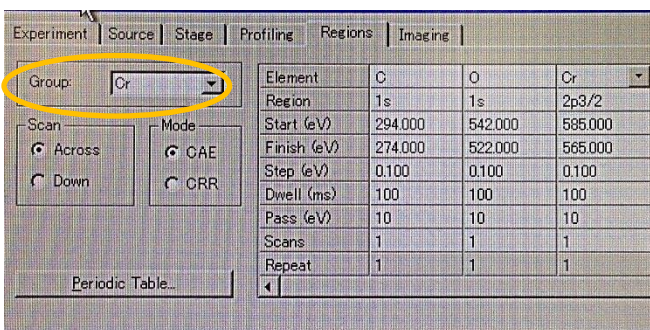 Experiment Source Stage Profiling Regions Imaging
Group: Cr
Scan Mode
Across CAE
Down CRR
Periodic Table...
Element C O Cr
Region 1s 1s 2p3/2
Start (eV) 294.000 542.000 585.000
Finish (eV) 274.000 522.000 565.000
Step (eV) 0.100 0.100 0.100
Dwell (ms) 100 100 100
Pass (eV) 10 10 10
Scans 1 1 1
Repeat 1 1 1